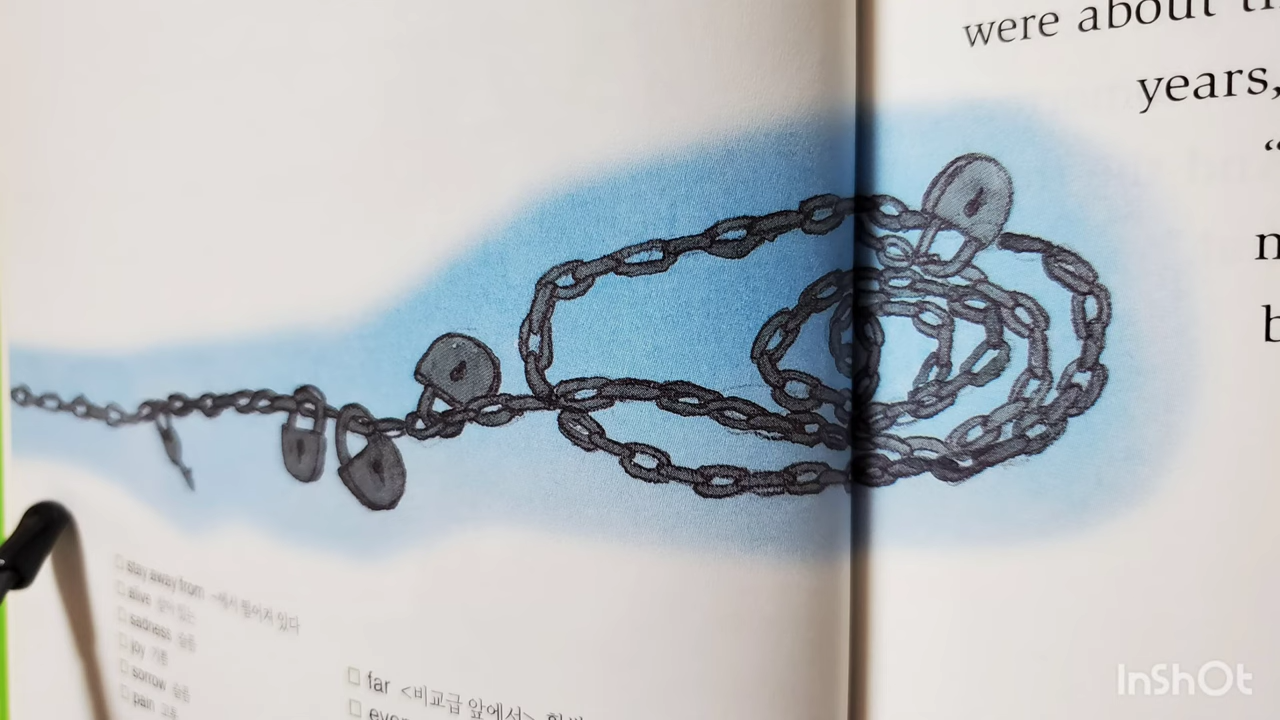 were about
years,
“
n
b
□ stay away from ~에서 떨어져 있다
□ alive 살아 있는
□ sadness 슬픔
□ joy 기쁨
□ sorrow 슬픔
□ pain 고통
□ far <비교급 앞에서>
InShOt